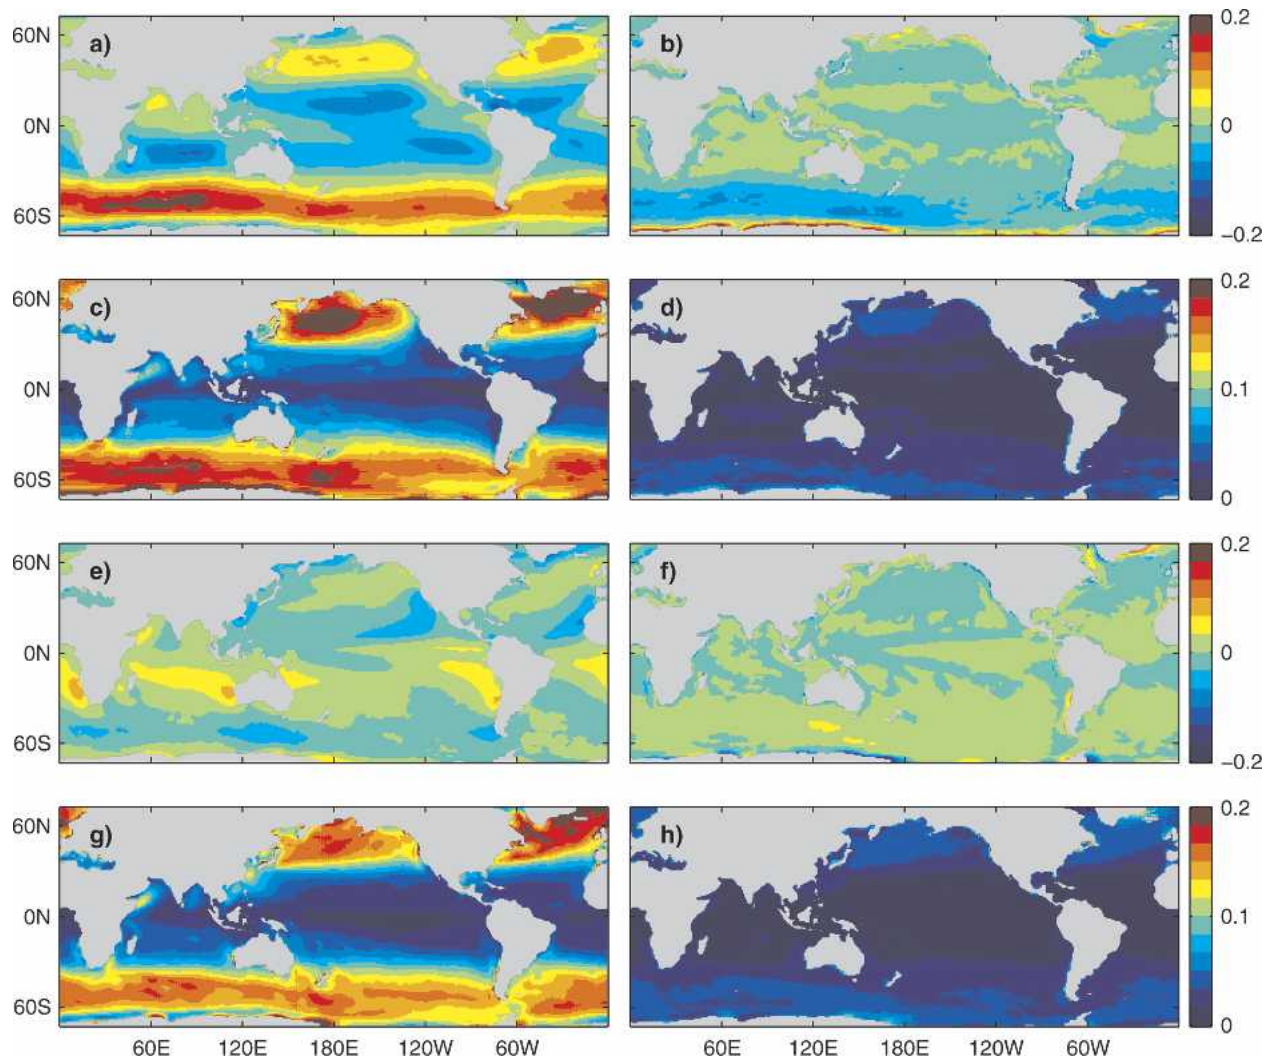 60N a) b) 0.2
0N 0
60S −0.2
60N c) d) 0.2
0N 0.1
60S 0
60N e) f) 0.2
0N 0
60S −0.2
60N g) h) 0.2
0N 0.1
60S 0
60E 120E 180E 120W 60W 60E 120E 180E 120W 60W